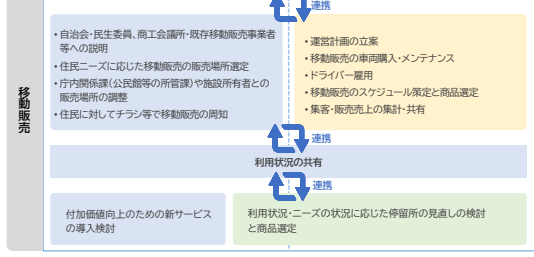 連携
移動販売
・自治会・民生委員、商工会議所・既存移動販売事業者
等への説明
・住民ニーズに応じた移動販売の販売場所選定
・庁内関係課(公民館等の所管課)や施設所有者との
販売場所の調整
・住民に対してチラシ等で移動販売の周知
・運営計画の立案
・移動販売の車両購入・メンテナンス
・ドライバー雇用
・移動販売のスケジュール策定と商品選定
・集客・販売売上の集計・共有
連携
利用状況の共有
連携
付加価値向上のための新サービス
の導入検討
利用状況・ニーズの状況に応じた停留所の見直しの検討
と商品選定